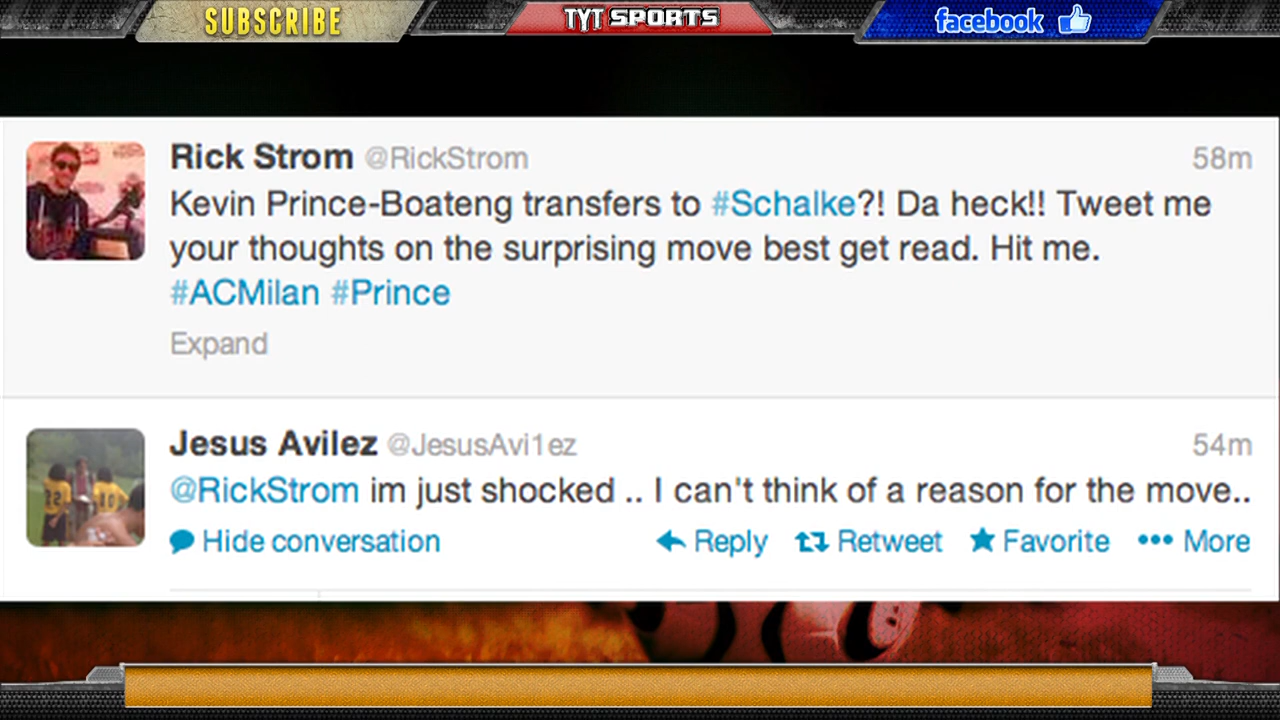 SUBSCRIBE
TYT SPORTS
facebook
Rick Strom @RickStrom 58m
Kevin Prince-Boateng transfers to #Schalke?! Da heck!! Tweet me
your thoughts on the surprising move best get read. Hit me.
#ACMilan #Prince
Expand
Jesus Avilez @JesusAvi1ez 54m
@RickStrom im just shocked .. I can't think of a reason for the move..
Hide conversation Reply Retweet Favorite More